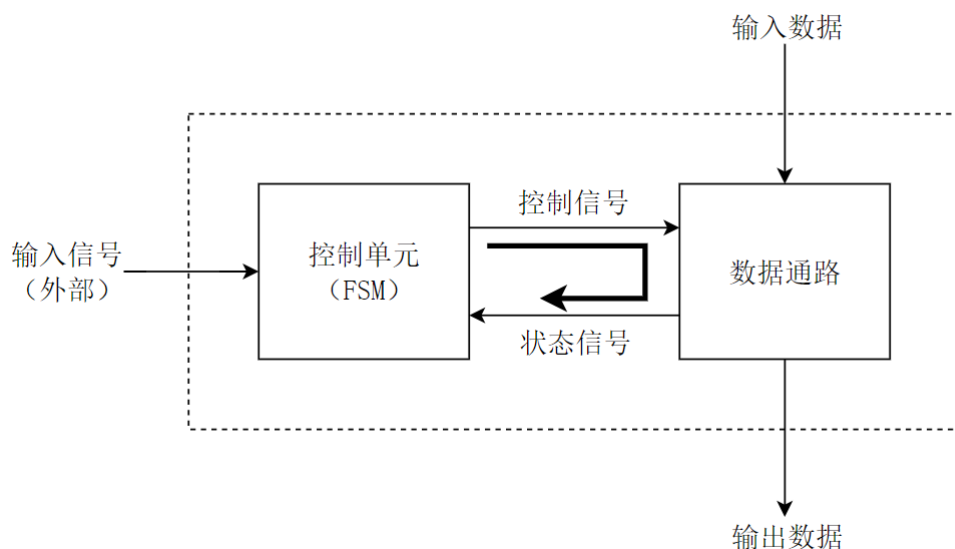 输入数据
控制信号
输入信号
（外部）
控制单元
（FSM）
数据通路
状态信号
输出数据